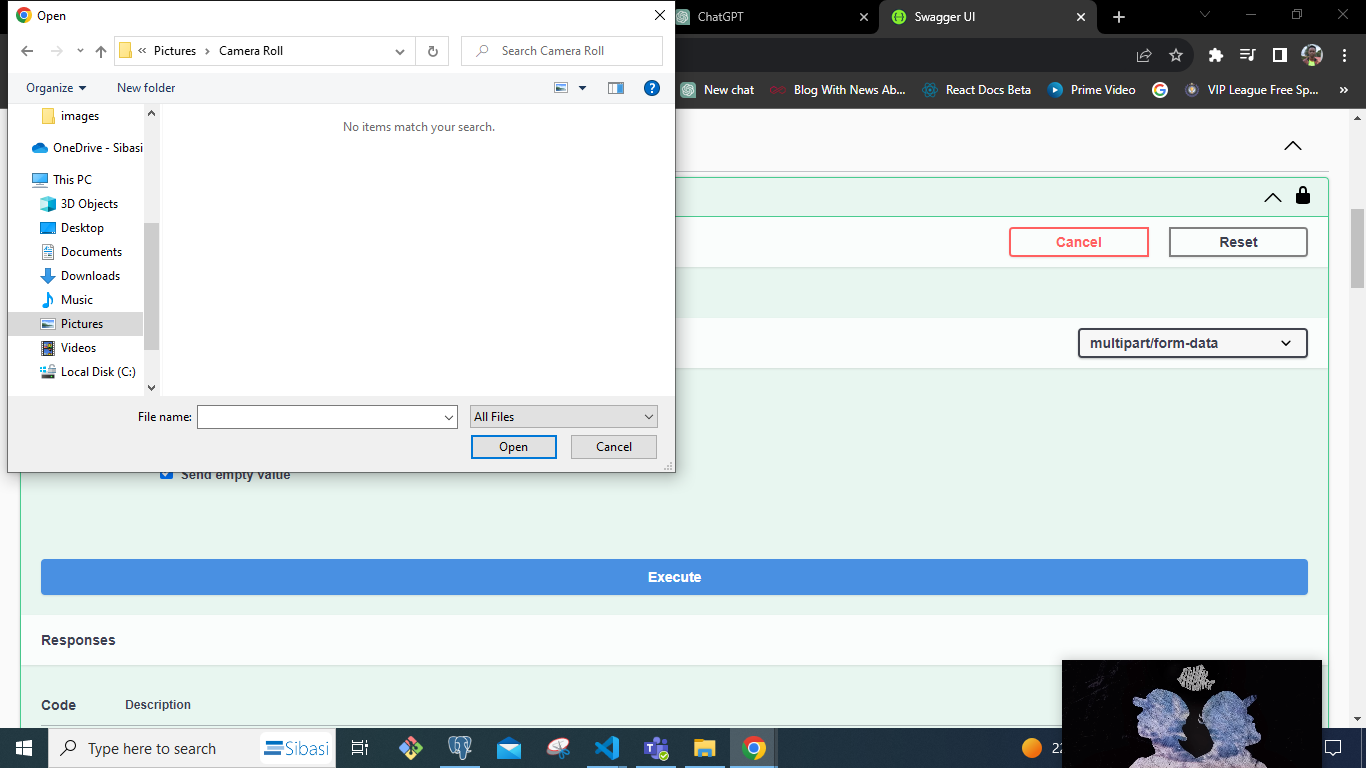 Open
ChatGPT
Swagger UI
Pictures
Camera Roll
Search Camera Roll
Organize
New folder
New chat
Blog With News Ab...
React Docs Beta
Prime Video
VIP League Free Sp...
»
images
OneDrive - Sibasi
This PC
3D Objects
Desktop
Documents
Downloads
Music
Pictures
Videos
Local Disk (C:)
No items match your search.
Cancel
Reset
multipart/form-data
File name:
All Files
Open
Cancel
Send empty value
Execute
Responses
Code
Description
Type here to search
Sibasi